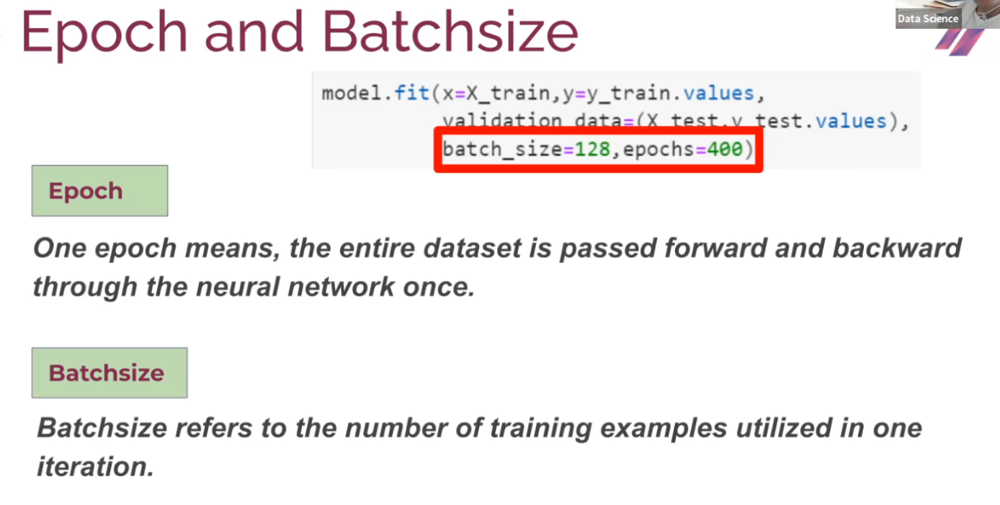 Epoch and Batchsize
Data Science
model.fit(x=X_train,y=y_train.values,
validation_data=(X_test,y_test.values),
batch_size=128,epochs=400)
Epoch
One epoch means, the entire dataset is passed forward and backward
through the neural network once.
Batchsize
Batchsize refers to the number of training examples utilized in one
iteration.